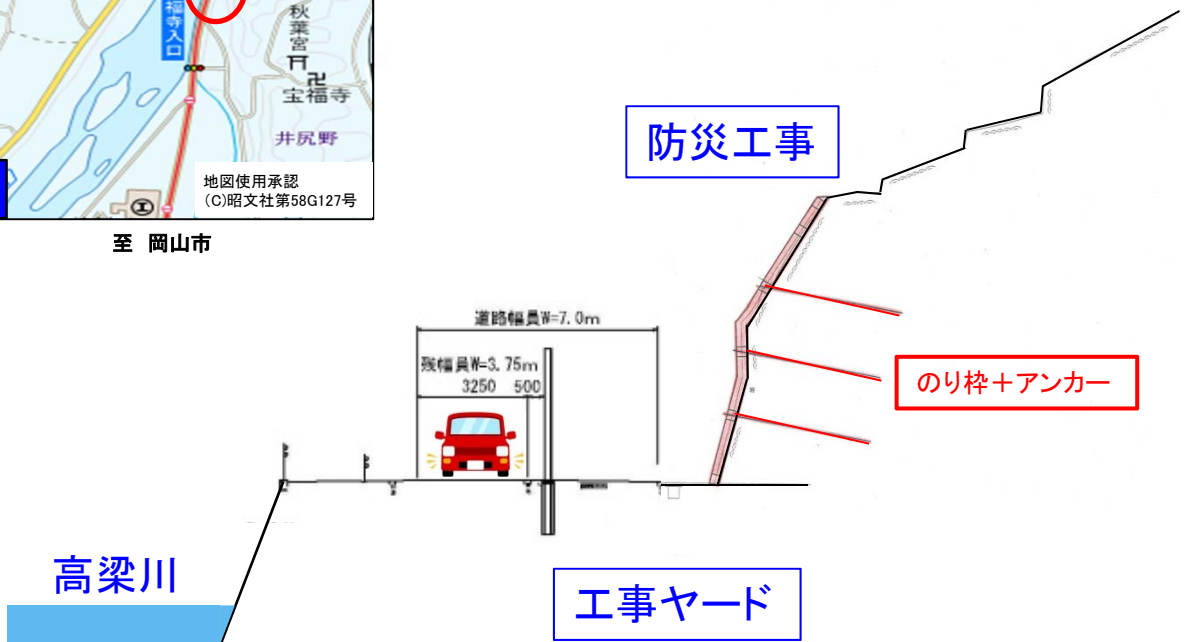 福寺入口
秋葉宮
卍
宝福寺
井尻野
地図使用承認
(C)昭文社第58G127号
至 岡山市
防災工事
道路幅員W=7.0m
残幅員W=3.75m
3250 500
のり枠+アンカー
高梁川
工事ヤード